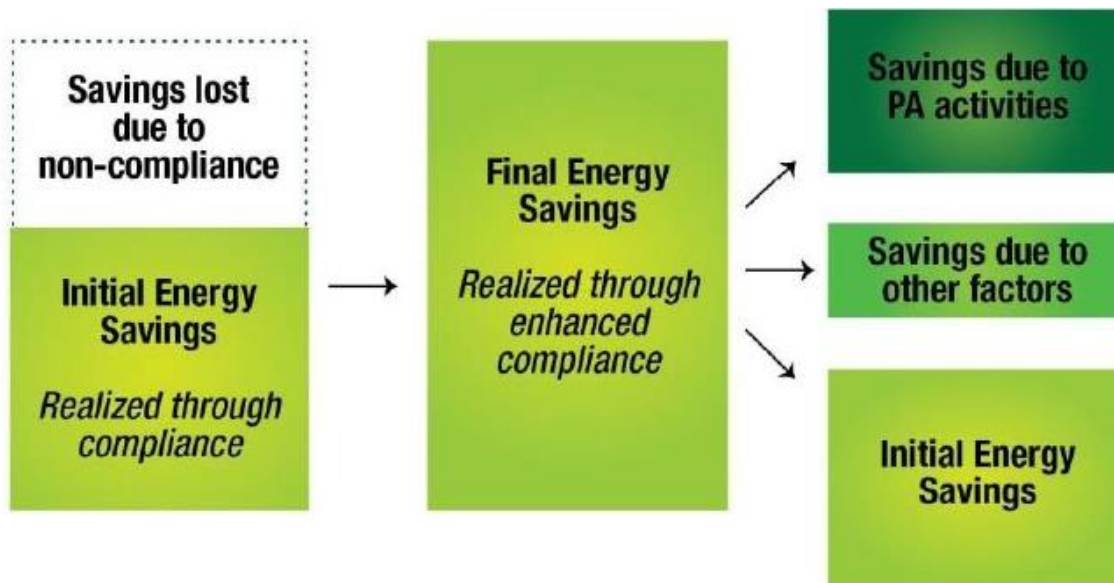 Savings lost
due to
non-compliance
Initial Energy
Savings
Realized through
compliance
Final Energy
Savings
Realized through
enhanced
compliance
Savings due to
PA activities
Savings due to
other factors
Initial Energy
Savings